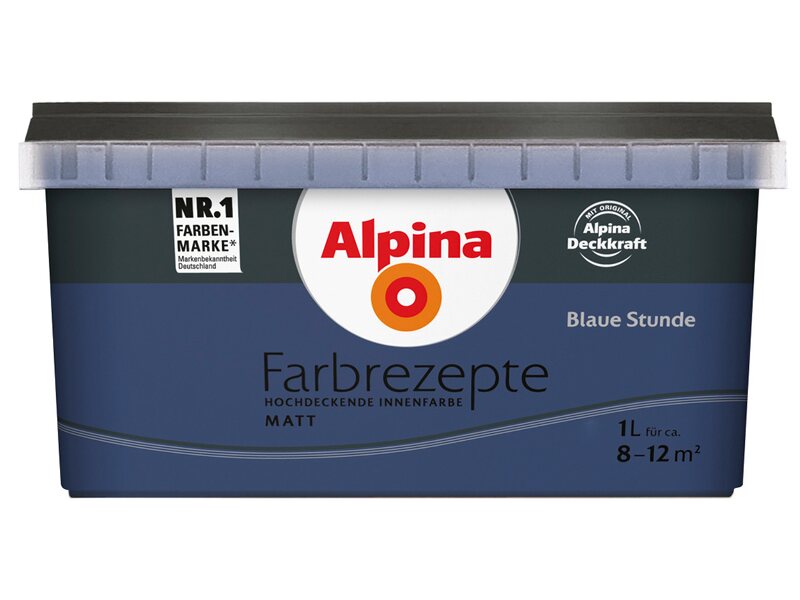 NR.1
FARBEN-
MARKE*
Markenbekanntheit
Deutschland
Alpina
MIT ORIGINAL
Alpina
Deckkraft
Blaue Stunde
Farbrezepte
HOCHDECKENDE INNENFARBE
MATT
1L für ca.
8–12 m²